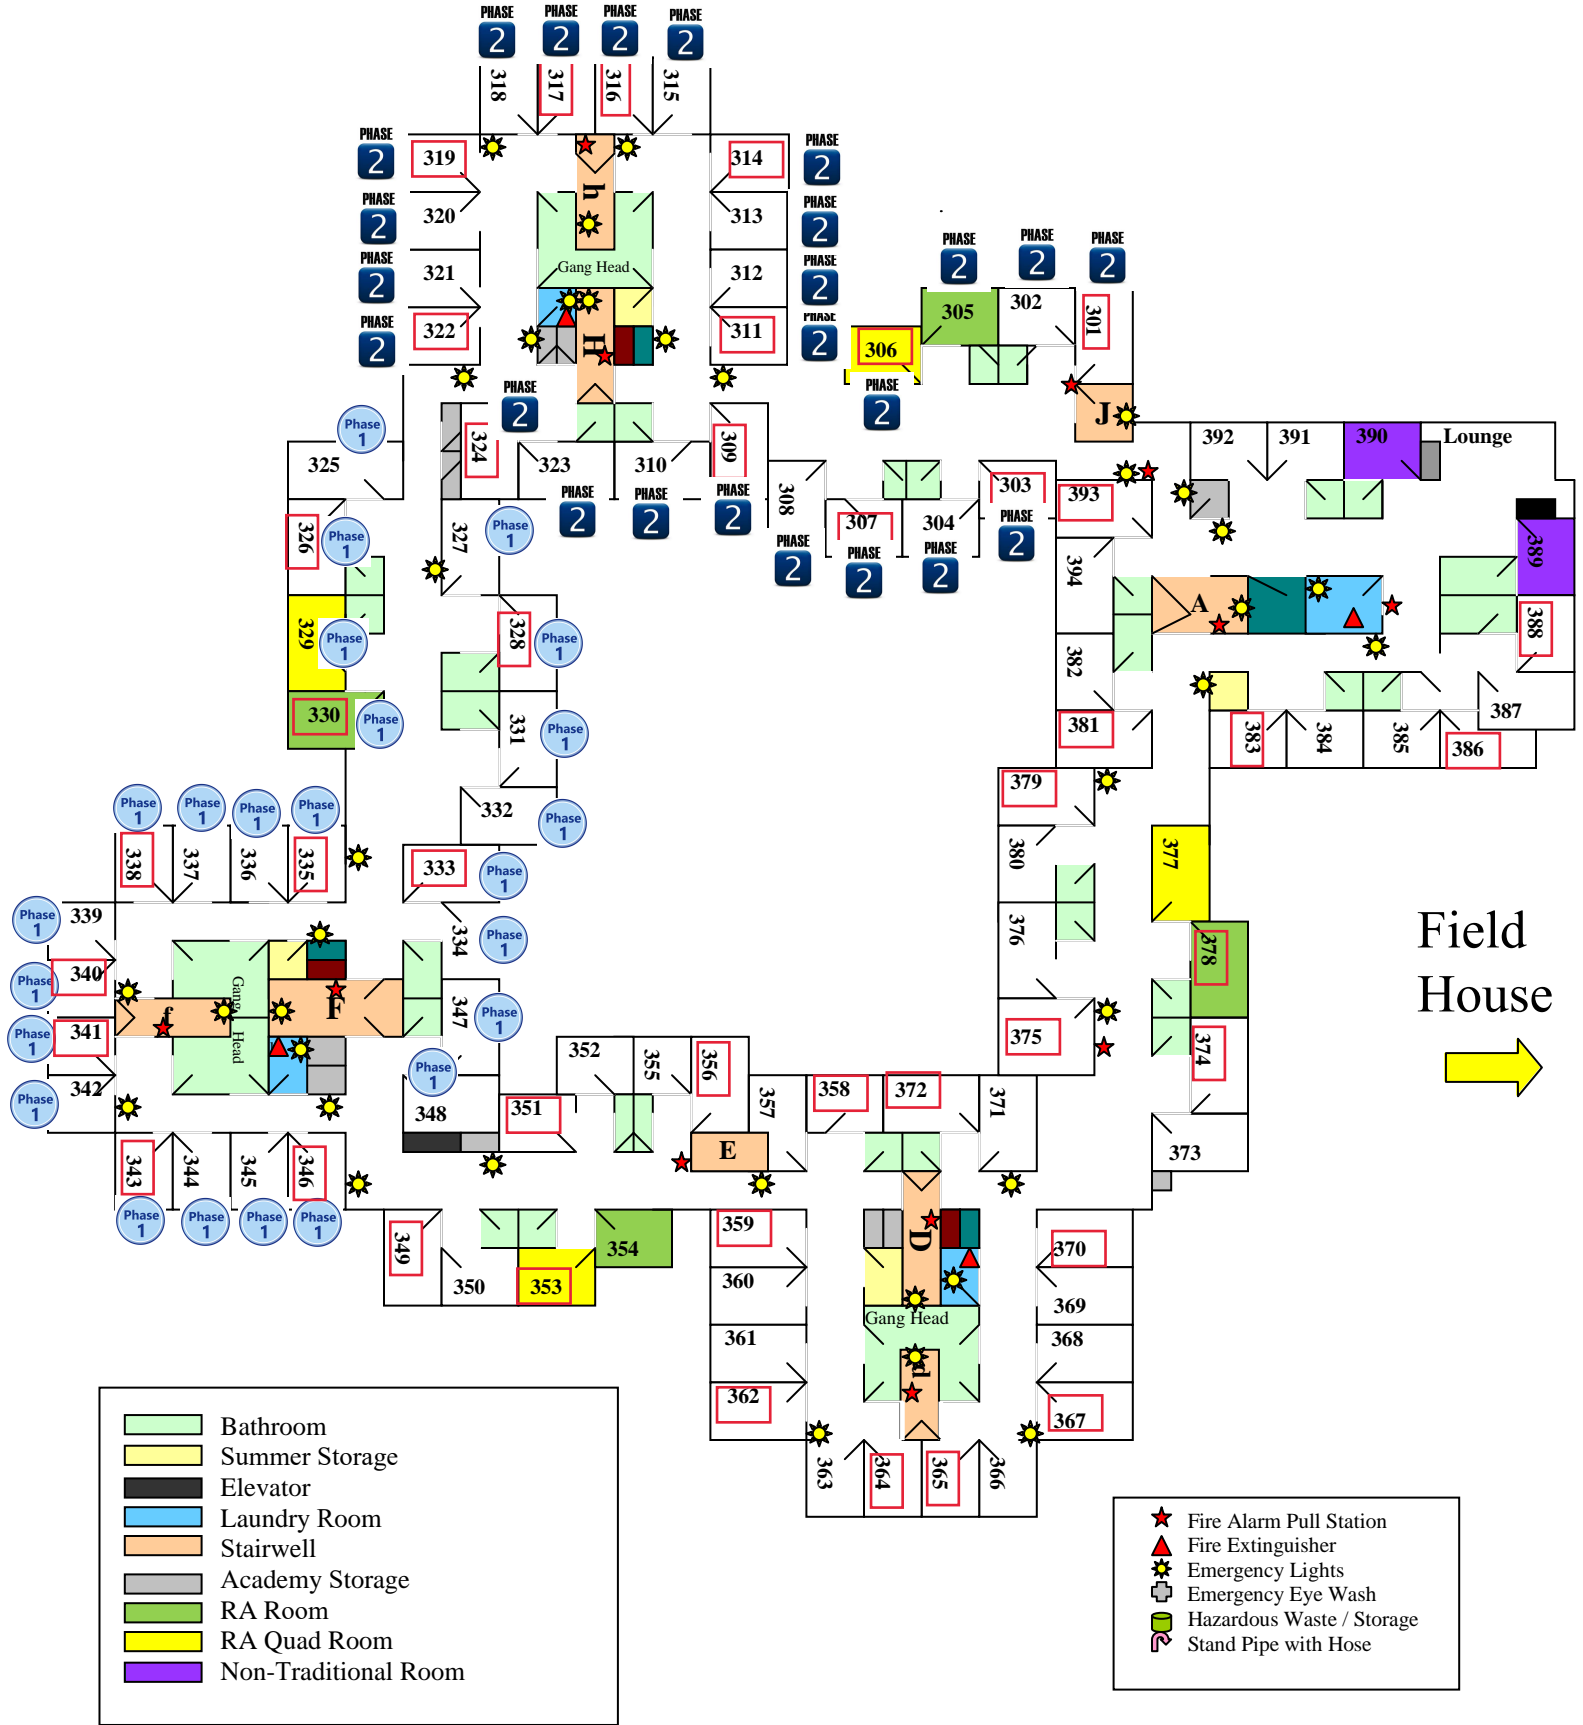 PHASE 2
PHASE 2
PHASE 2
PHASE 2
318
317
316
315
PHASE 2
319
314
PHASE 2
h
PHASE 2
320
313
PHASE 2
Gang Head
PHASE 2
321
312
PHASE 2
PHASE 2
322
H
311
PHASE 2
PHASE 2
PHASE 2
PHASE 2
305
302
301
306
PHASE 2
J
PHASE 2
Phase 1
325
324
323
310
309
PHASE 2
PHASE 2
PHASE 2
308
307
304
303
PHASE 2
PHASE 2
PHASE 2
PHASE 2
392
391
390
Lounge
393
394
389
A
388
382
381
383
384
385
386
387
326
Phase 1
327
Phase 1
329
Phase 1
328
Phase 1
330
Phase 1
331
Phase 1
332
Phase 1
379
380
377
376
378
375
374
373
Phase 1
Phase 1
Phase 1
Phase 1
338
337
336
335
333
Phase 1
Phase 1
339
334
Phase 1
Phase 1
340
Gang
Head
f
F
347
Phase 1
Phase 1
341
Phase 1
342
Phase 1
348
351
343
344
345
346
Phase 1
Phase 1
Phase 1
Phase 1
352
355
356
357
358
372
371
E
349
350
353
354
359
D
370
360
369
Gang Head
361
368
d
362
367
363
364
365
366
Field
House
Bathroom
Summer Storage
Elevator
Laundry Room
Stairwell
Academy Storage
RA Room
RA Quad Room
Non-Traditional Room
Fire Alarm Pull Station
Fire Extinguisher
Emergency Lights
Emergency Eye Wash
Hazardous Waste / Storage
Stand Pipe with Hose